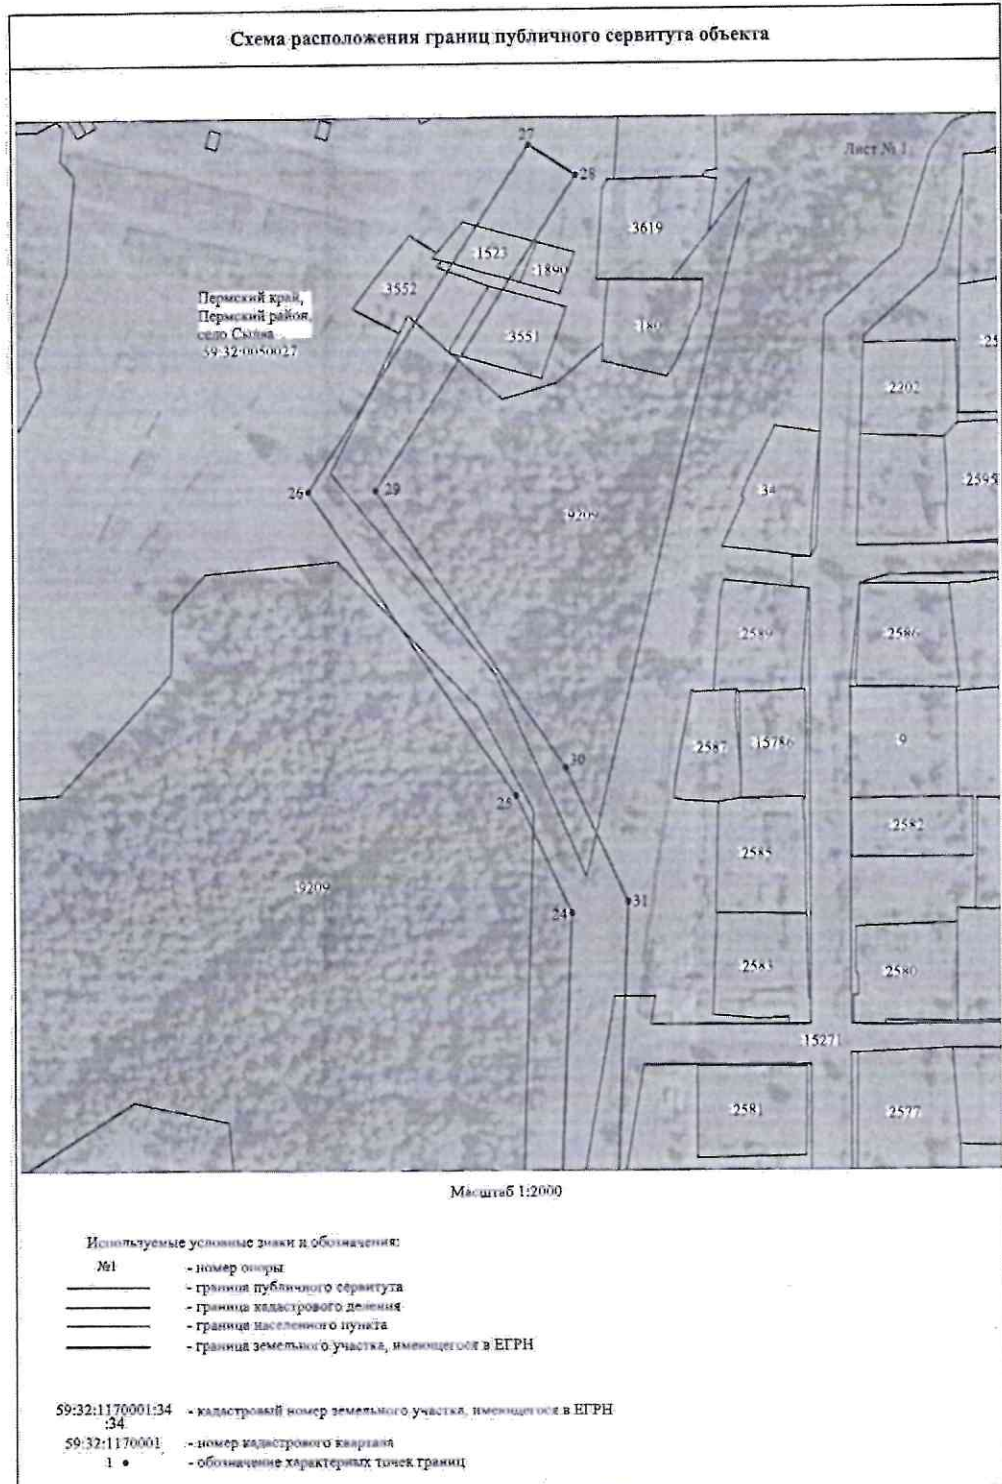 Схема расположения границ публичного сервитута объекта
Лист № 1
27
28
:3619
:1523
:1890
:3552
Пермский край,
Пермский район,
село Сылва
59:32:0050027
:3551
:180
:2202
26
29
:34
:2595
:9209
:2589
:2586
:2587
:15786
:9
30
25
:2582
:2585
:9209
24
31
:2583
:2580
:15271
:2581
:2577
Масштаб 1:2000
Используемые условные знаки и обозначения:
№1 - номер опоры
- граница публичного сервитута
- граница кадастрового деления
- граница населенного пункта
- граница земельного участка, имеющегося в ЕГРН
59:32:1170001:34 - кадастровый номер земельного участка, имеющегося в ЕГРН
:34
59:32:1170001 - номер кадастрового квартала
1 • - обозначение характерных точек границ